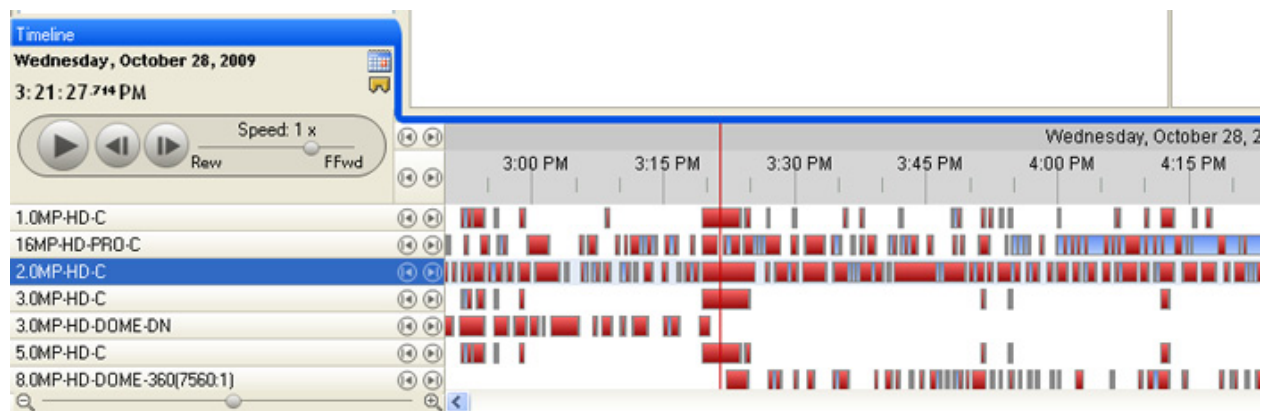 Timeline
Wednesday, October 28, 2009
3:21:27.714 PM
Speed: 1 x
Rew FFwd
Wednesday, October 28, 2
3:00 PM 3:15 PM 3:30 PM 3:45 PM 4:00 PM 4:15 PM
1.0MP-HD-C
16MP-HD-PRO-C
2.0MP-HD-C
3.0MP-HD-C
3.0MP-HD-DOME-DN
5.0MP-HD-C
8.0MP-HD-DOME-360(7560:1)